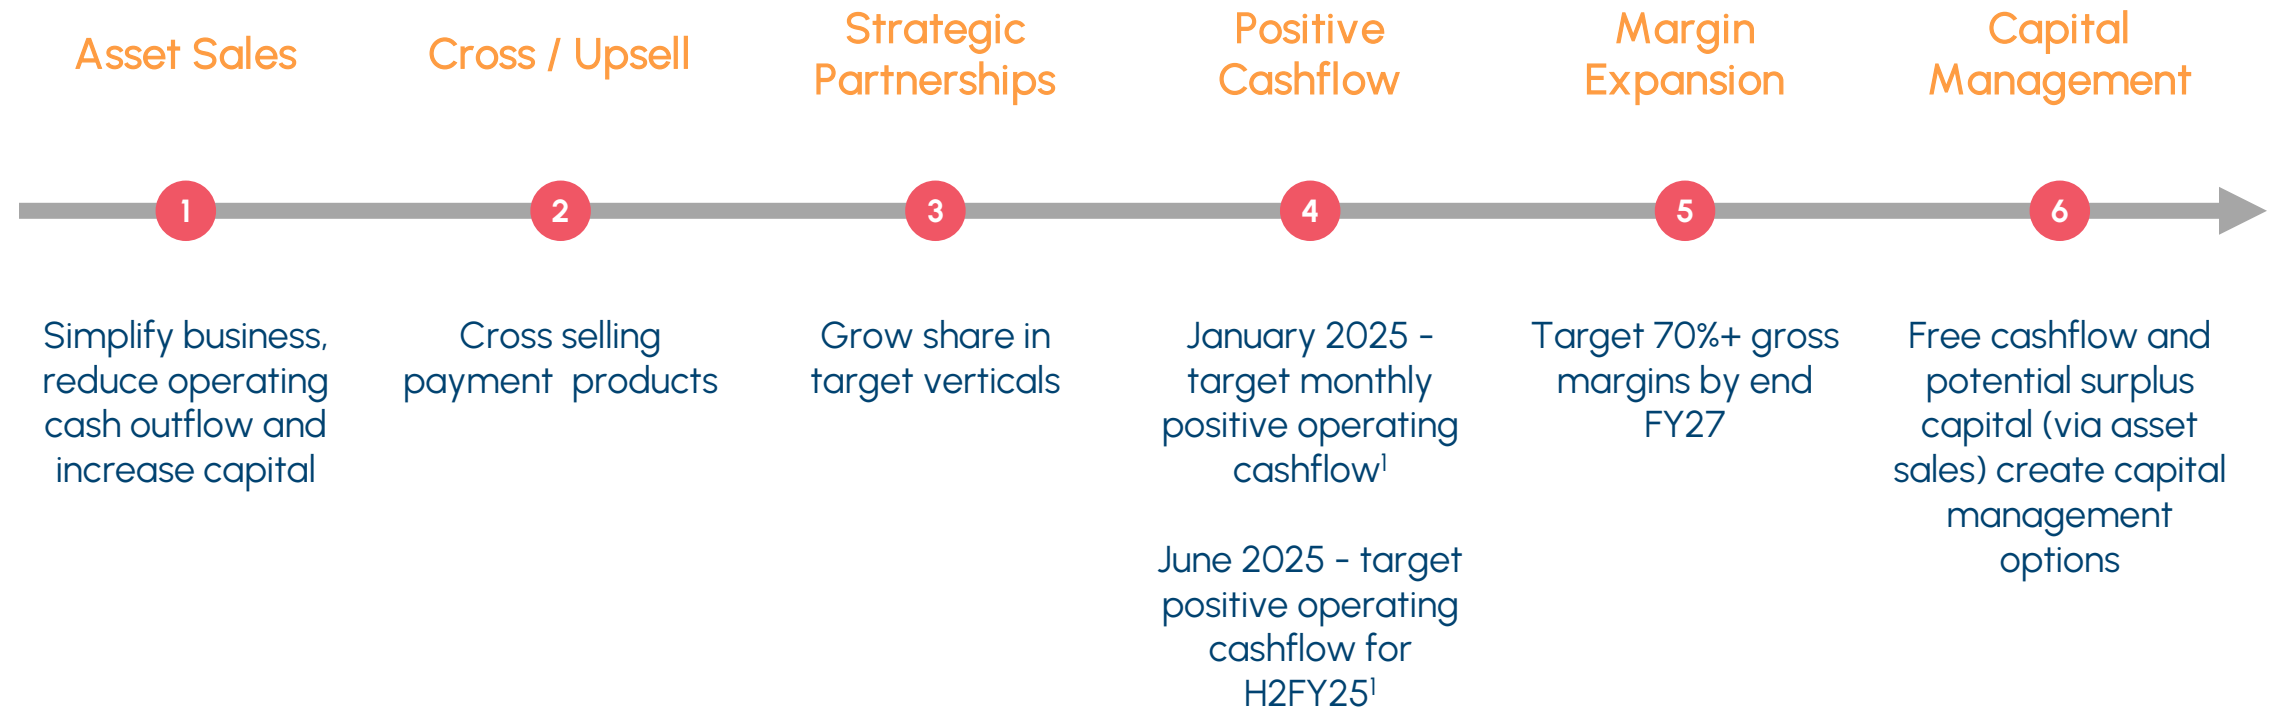 Asset Sales
Cross / Upsell
Strategic
Partnerships
Positive
Cashflow
Margin
Expansion
Capital
Management
1
2
3
4
5
6
Simplify business,
reduce operating
cash outflow and
increase capital
Cross selling
payment  products
Grow share in
target verticals
January 2025 -
target monthly
positive operating
cashflow¹
June 2025 - target
positive operating
cashflow for
H2FY25¹
Target 70%+ gross
margins by end
FY27
Free cashflow and
potential surplus
capital (via asset
sales) create capital
management
options